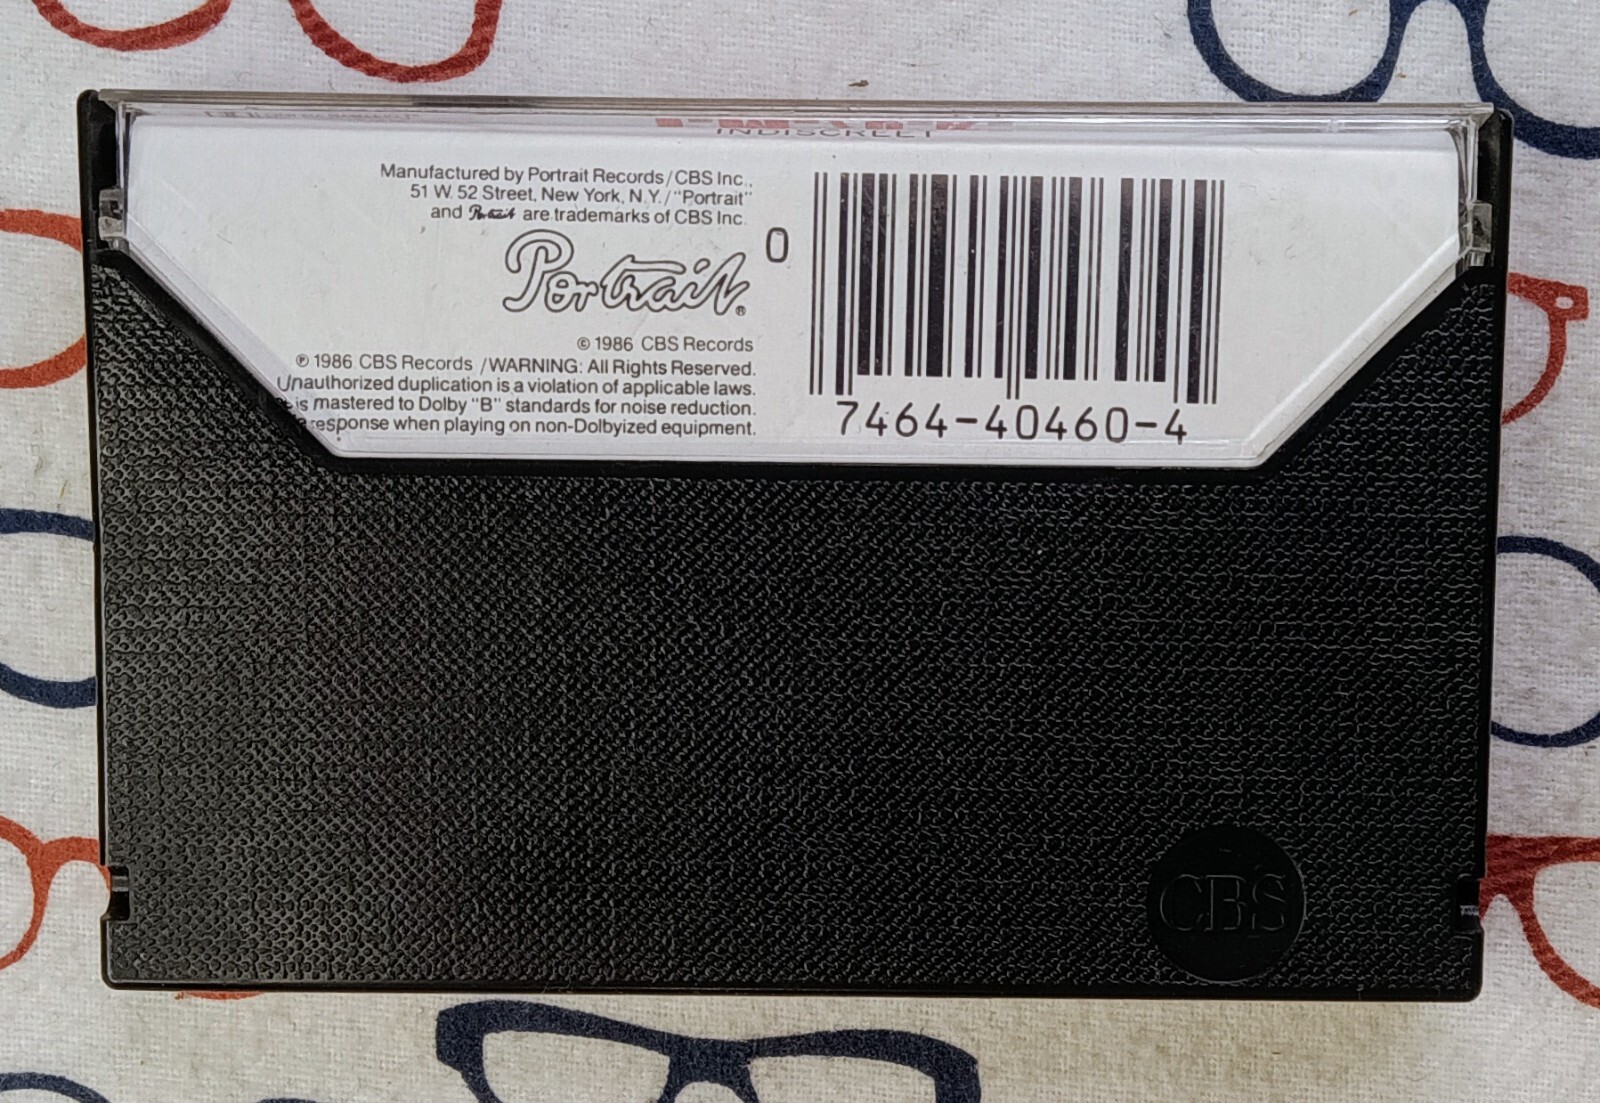 INDISCREET
Manufactured by Portrait Records/CBS Inc.,
51 W. 52 Street, New York, N.Y./"Portrait"
and Portrait are trademarks of CBS Inc.
Portrait®
© 1986 CBS Records
℗ 1986 CBS Records /WARNING: All Rights Reserved.
Unauthorized duplication is a violation of applicable laws.
is mastered to Dolby "B" standards for noise reduction.
response when playing on non-Dolbyized equipment.
0
7464-40460-4
CBS